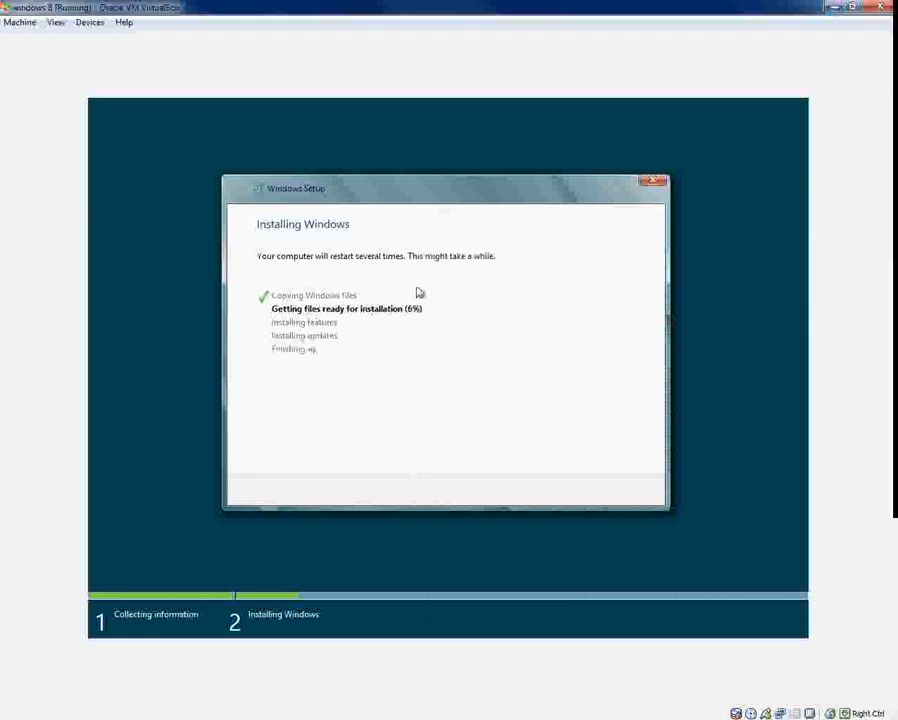 windows 8 [Running] - Oracle VM VirtualBox
Machine View Devices Help
Windows Setup
Installing Windows
Your computer will restart several times. This might take a while.
Copying Windows files
Getting files ready for installation (6%)
Installing features
Installing updates
Finishing up
1 Collecting information 2 Installing Windows
Right Ctrl